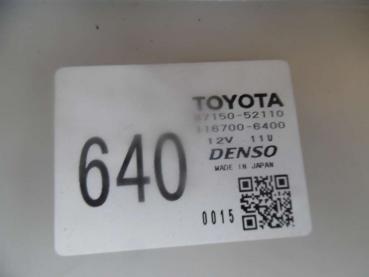 TOYOTA
87150-52110
116700-6400
12V 11U
640
DENSO
MADE IN JAPAN
0015